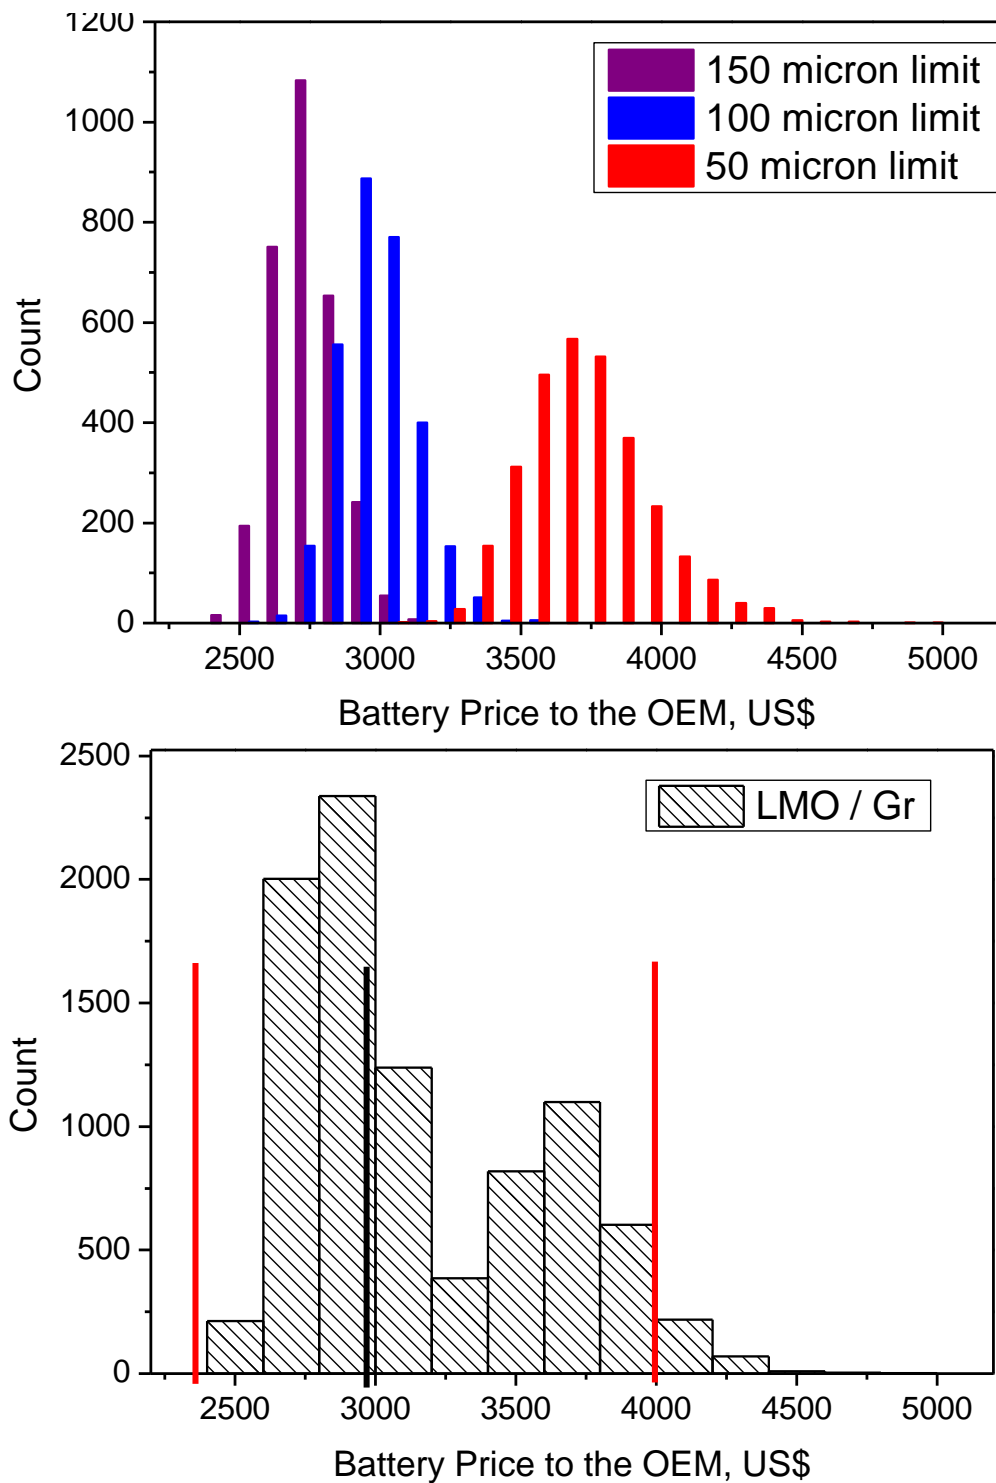 1200
150 micron limit
1000
100 micron limit
50 micron limit
800
600
400
200
0
Count
2500 3000 3500 4000 4500 5000
Battery Price to the OEM, US$
2500
LMO / Gr
2000
1500
1000
500
0
Count
2500 3000 3500 4000 4500 5000
Battery Price to the OEM, US$